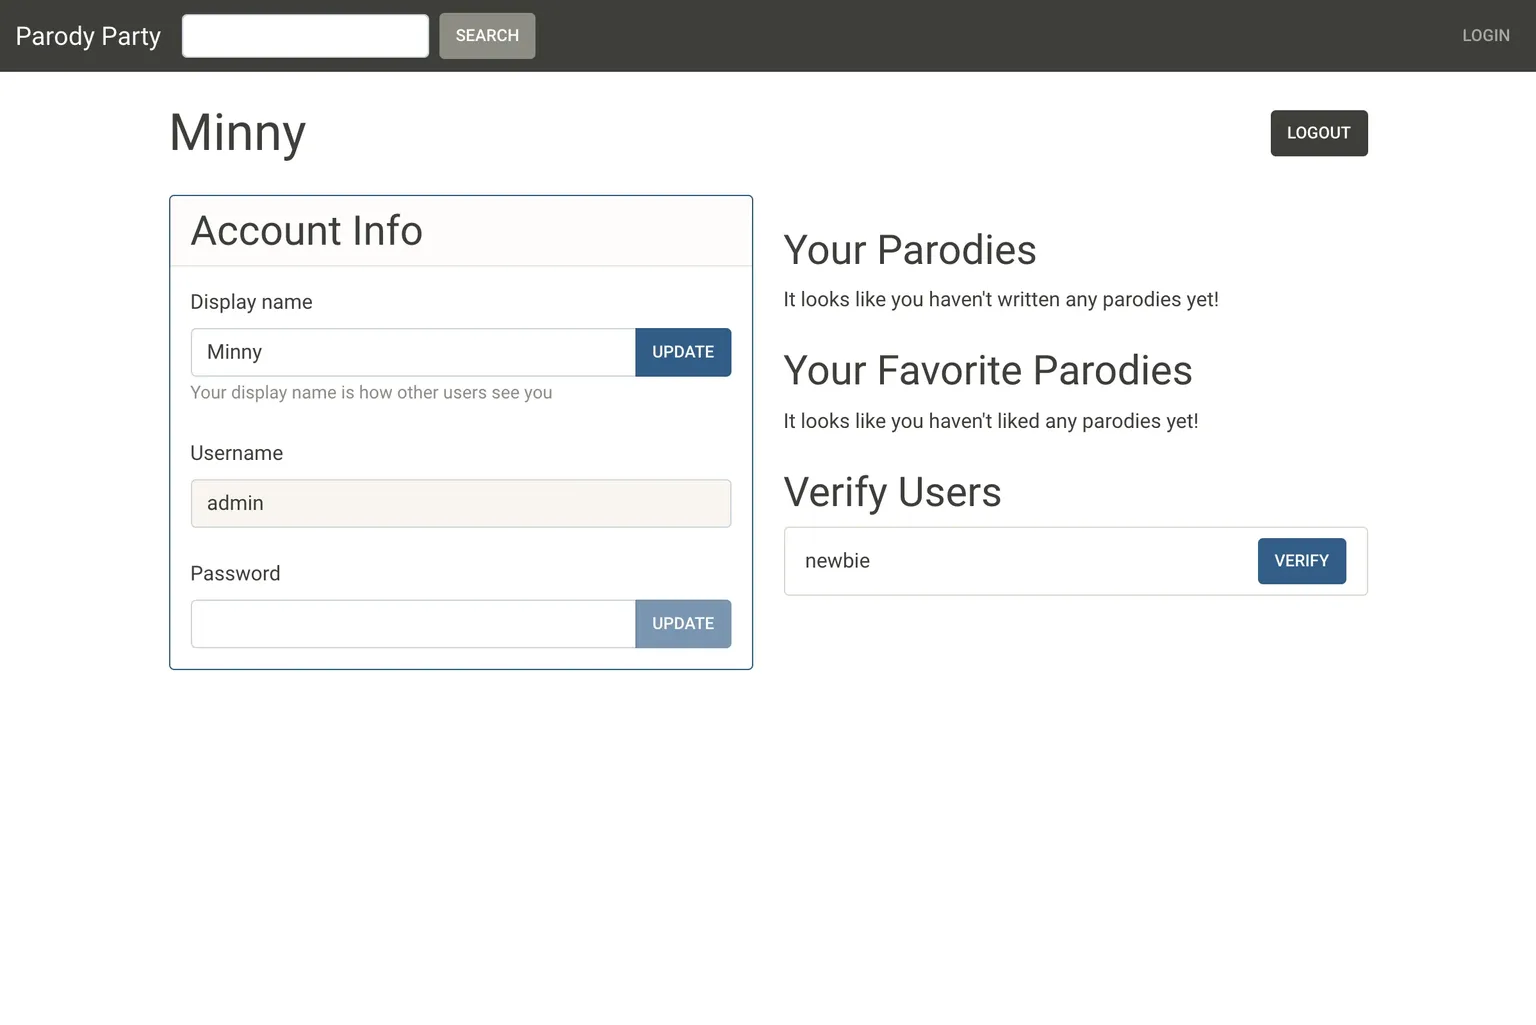 Parody Party
SEARCH
LOGIN
Minny
LOGOUT
Account Info
Display name
Minny
UPDATE
Your display name is how other users see you
Username
admin
Password
UPDATE
Your Parodies
It looks like you haven't written any parodies yet!
Your Favorite Parodies
It looks like you haven't liked any parodies yet!
Verify Users
newbie
VERIFY